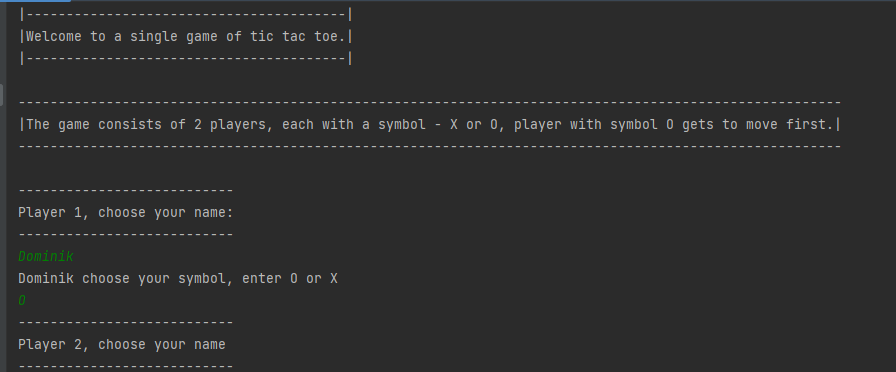 |----------------------------------------|
|Welcome to a single game of tic tac toe.|
|----------------------------------------|
-------------------------------------------------------------------------------------------------------
|The game consists of 2 players, each with a symbol - X or O, player with symbol O gets to move first.|
-------------------------------------------------------------------------------------------------------
---------------------------
Player 1, choose your name:
---------------------------
Dominik
Dominik choose your symbol, enter O or X
O
---------------------------
Player 2, choose your name
---------------------------